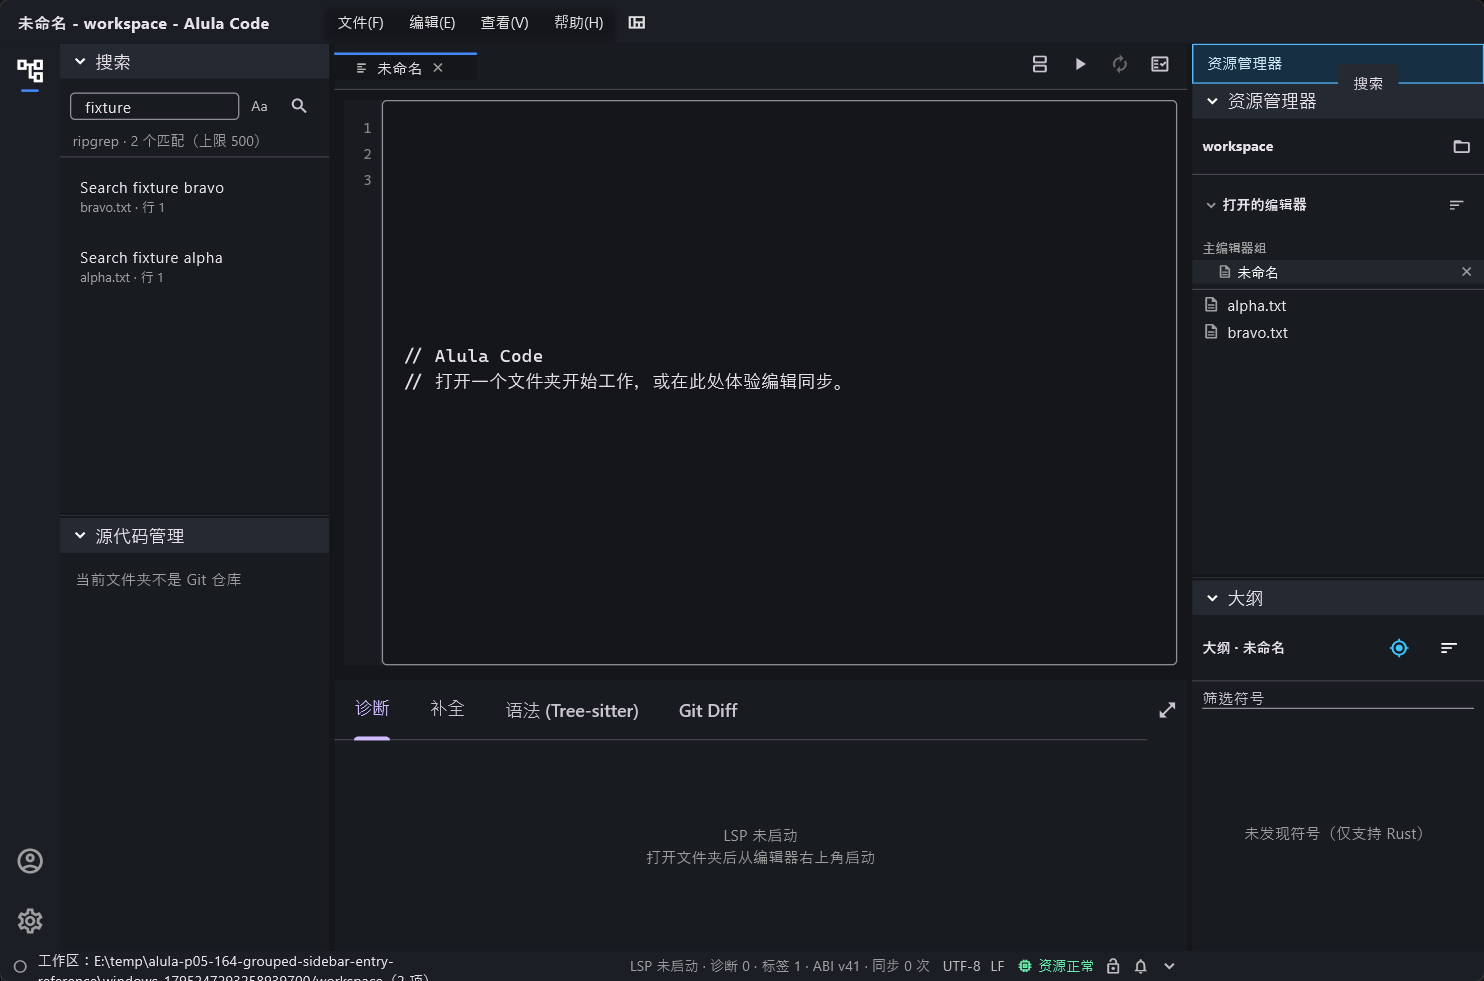 未命名 - workspace - Alula Code
文件(F) 编辑(E) 查看(V) 帮助(H)
搜索
fixture Aa
ripgrep · 2 个匹配（上限 500）
Search fixture bravo
bravo.txt · 行 1
Search fixture alpha
alpha.txt · 行 1
源代码管理
当前文件夹不是 Git 仓库
未命名
1
2
3
// Alula Code
// 打开一个文件夹开始工作，或在此处体验编辑同步。
诊断 补全 语法 (Tree-sitter) Git Diff
LSP 未启动
打开文件夹后从编辑器右上角启动
资源管理器
搜索
资源管理器
workspace
打开的编辑器
主编辑器组
未命名
alpha.txt
bravo.txt
大纲
大纲 · 未命名
筛选符号
未发现符号（仅支持 Rust）
工作区：E:\temp\alula-p05-164-grouped-sidebar-entry-
reference\windows-1795247293258939700/workspace（2 项）
LSP 未启动 · 诊断 0 · 标签 1 · ABI v41 · 同步 0 次 UTF-8 LF 资源正常